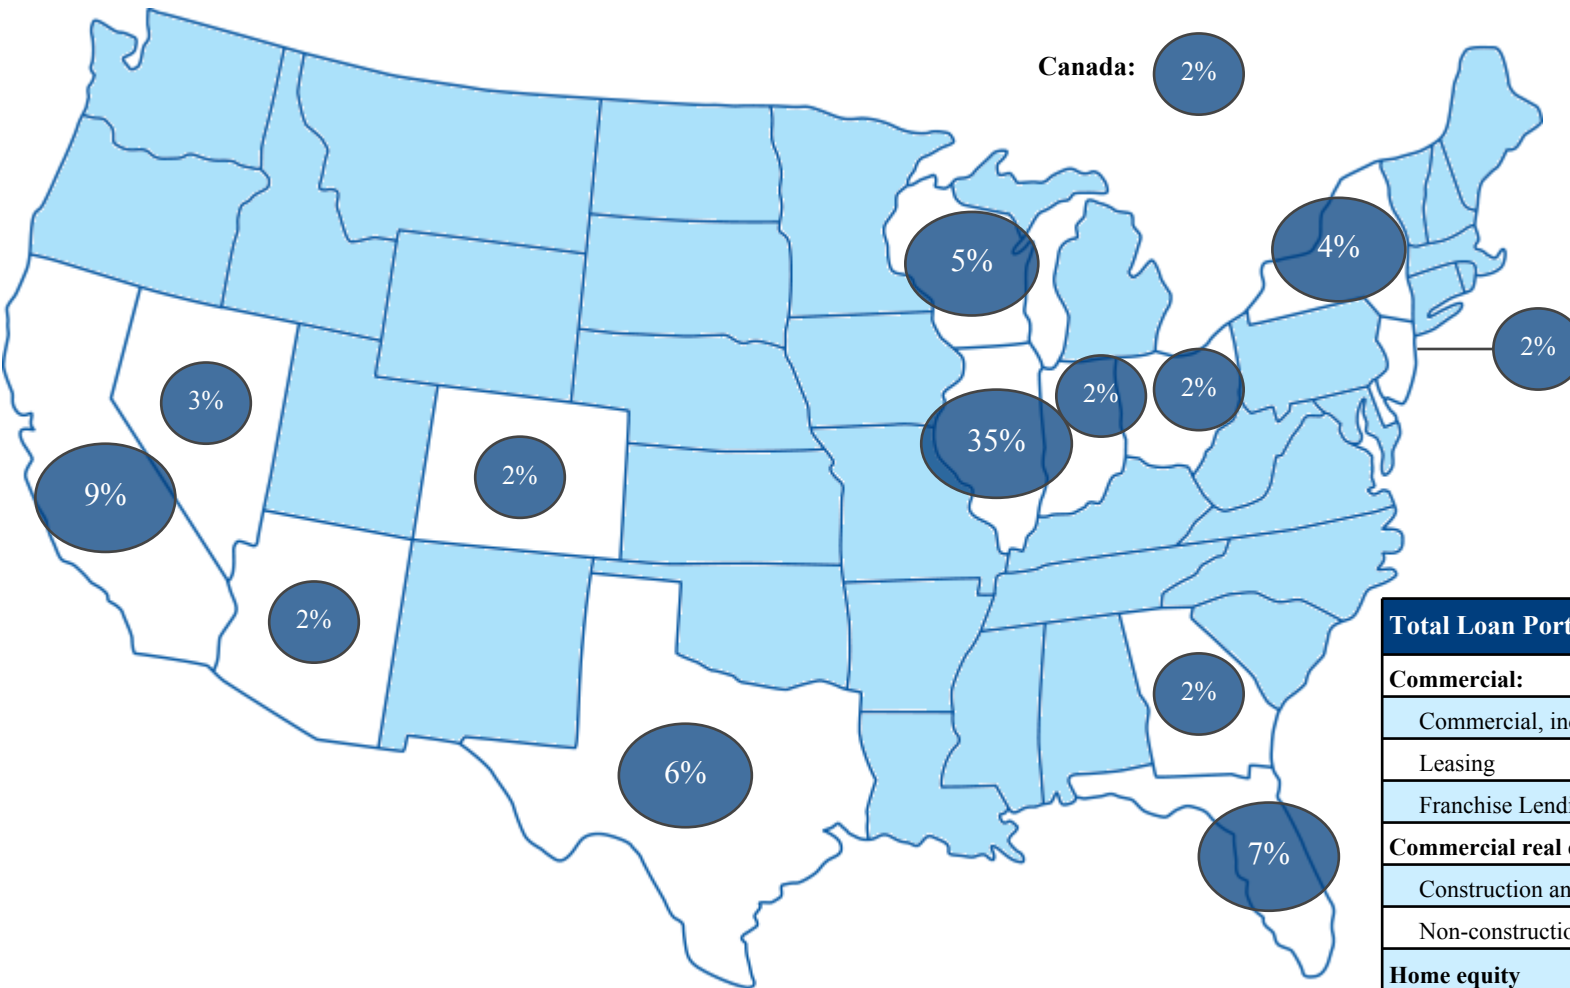 Canada:
2%
5%
4%
2%
3%
2%
2%
35%
9%
2%
2%
2%
6%
7%
Total Loan Port
Commercial:
Commercial, in
Leasing
Franchise Lend
Commercial real
Construction an
Non-constructio
Home equity